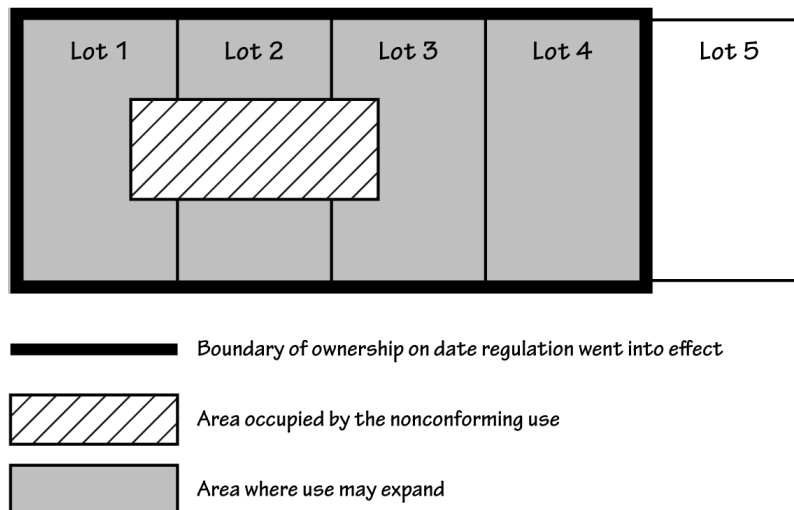 Lot 1 Lot 2 Lot 3 Lot 4 Lot 5
Boundary of ownership on date regulation went into effect
Area occupied by the nonconforming use
Area where use may expand